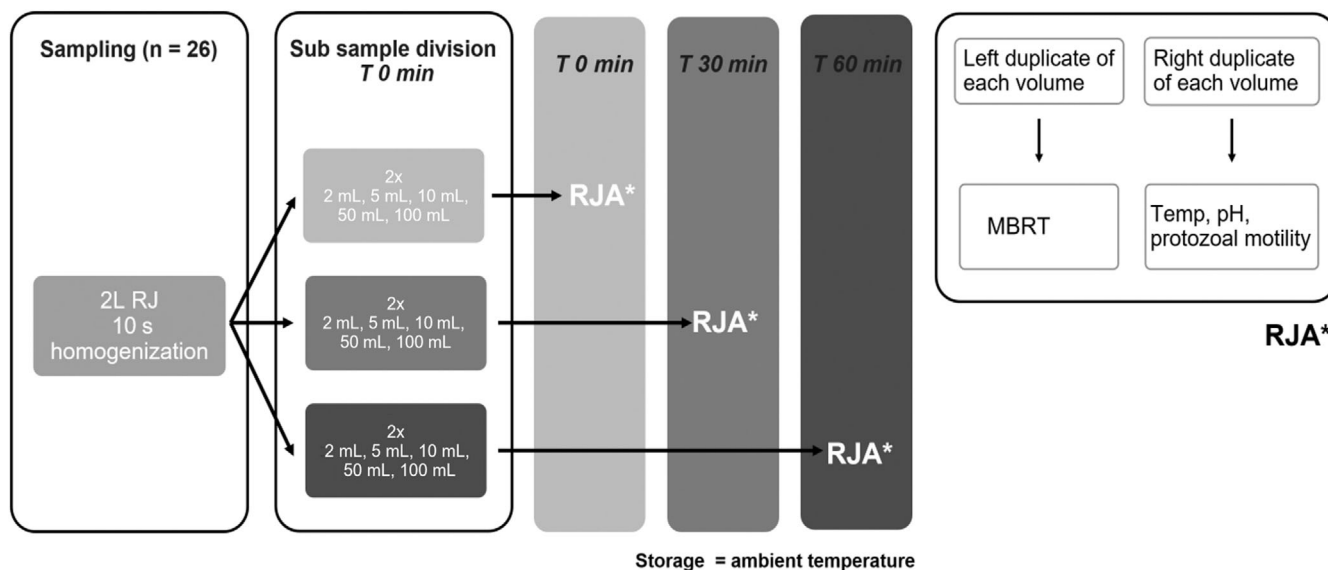 Sampling (n = 26)
2L RJ
10 s
homogenization
Sub sample division
T 0 min
2x
2 mL, 5 mL, 10 mL,
50 mL, 100 mL
2x
2 mL, 5 mL, 10 mL,
50 mL, 100 mL
2x
2 mL, 5 mL, 10 mL,
50 mL, 100 mL
T 0 min
RJA*
T 30 min
RJA*
T 60 min
RJA*
Storage = ambient temperature
Left duplicate of
each volume
MBRT
Right duplicate
of each volume
Temp, pH,
protozoal motility
RJA*